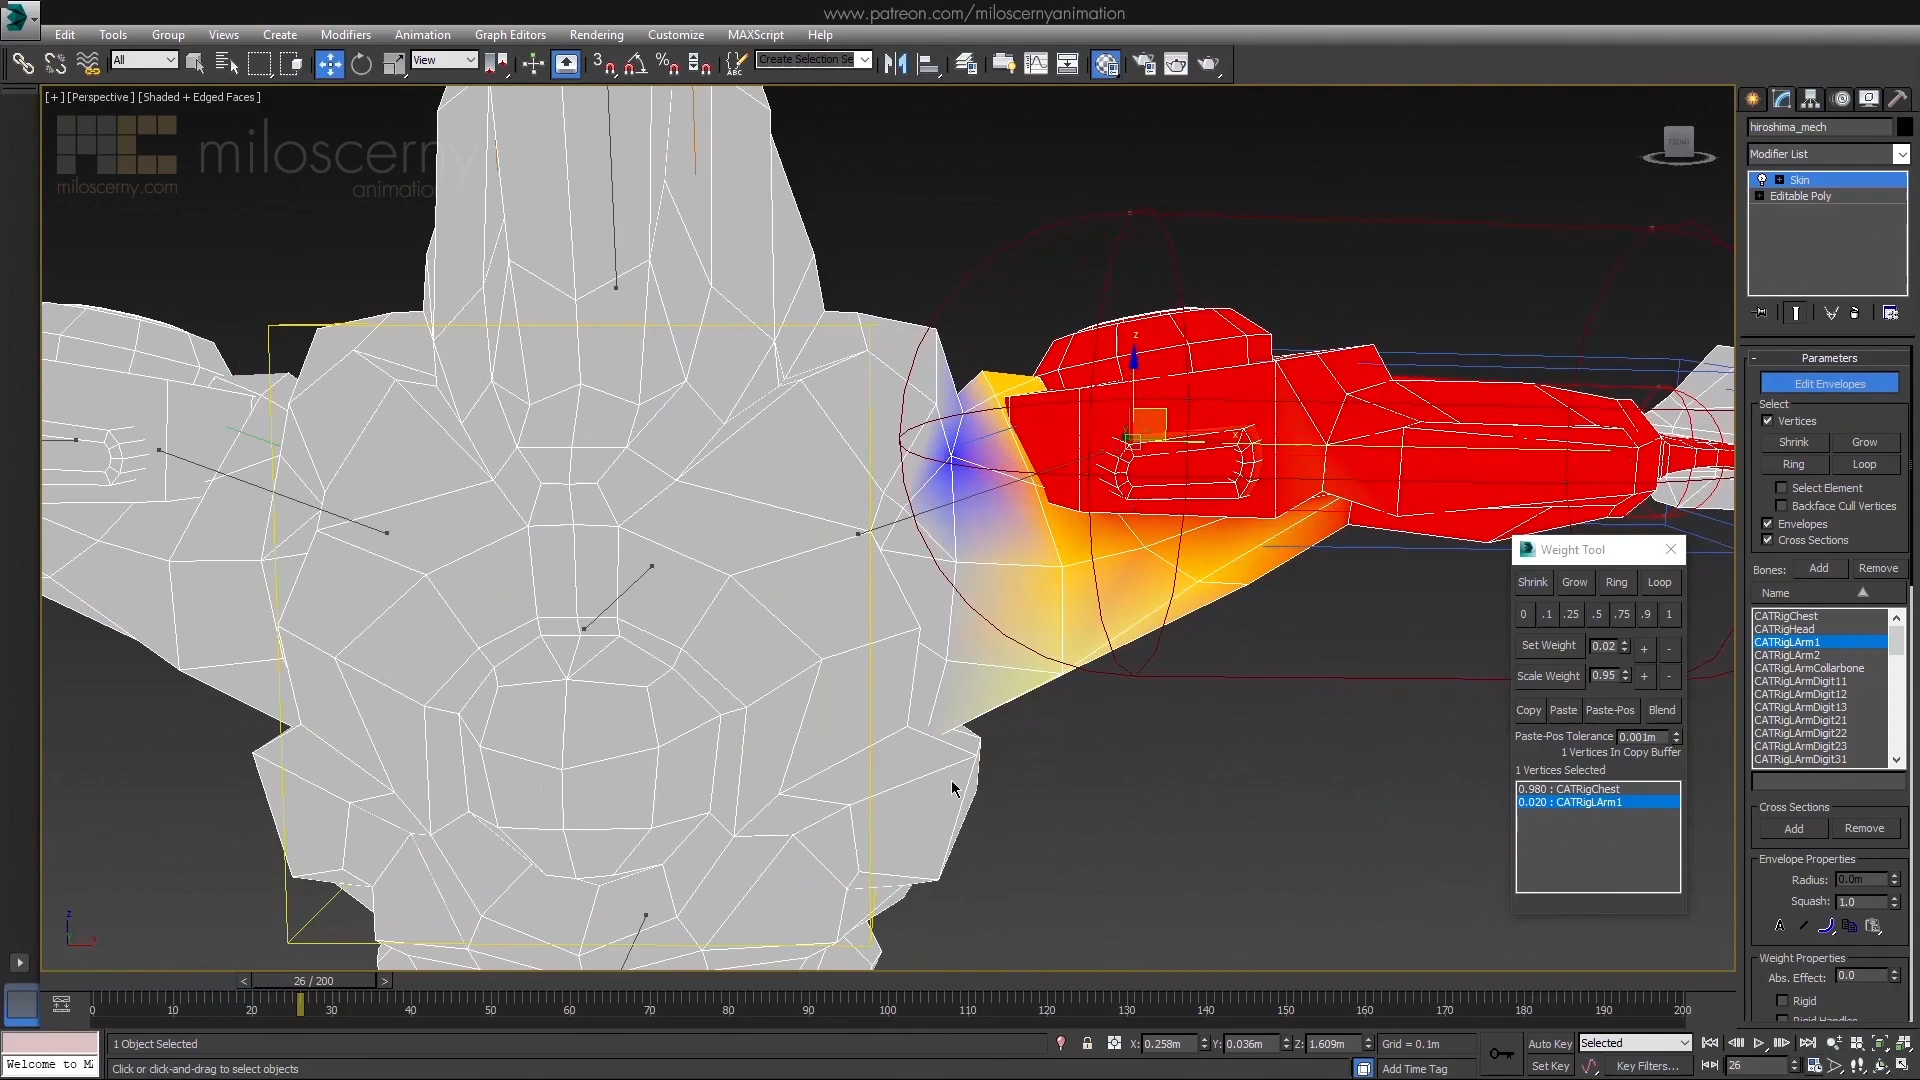 www.patreon.com/miloscernyanimation
Edit Tools Group Views Create Modifiers Animation Graph Editors Rendering Customize MAXScript Help
All View Create Selection Se
[+] [Perspective] [Shaded + Edged Faces]
miloscerny
miloscerny.com animation
FRONT
hiroshima_mech
Modifier List
Skin
Editable Poly
Parameters
Edit Envelopes
Select
Vertices
Shrink Grow
Ring Loop
Select Element
Backface Cull Vertices
Envelopes
Cross Sections
Bones: Add Remove
Name
CATRigChest
CATRigHead
CATRigLArm1
CATRigLArm2
CATRigLArmCollarbone
CATRigLArmDigit11
CATRigLArmDigit12
CATRigLArmDigit13
CATRigLArmDigit21
CATRigLArmDigit22
CATRigLArmDigit23
CATRigLArmDigit31
Cross Sections
Add Remove
Envelope Properties
Radius: 0.0m
Squash: 1.0
Weight Properties
Abs. Effect: 0.0
Rigid
Rigid Handles
Weight Tool
Shrink Grow Ring Loop
0 .1 .25 .5 .75 .9 1
Set Weight 0.02 + -
Scale Weight 0.95 + -
Copy Paste Paste-Pos Blend
Paste-Pos Tolerance 0.001m
1 Vertices In Copy Buffer
1 Vertices Selected
0.980 : CATRigChest
0.020 : CATRigLArm1
z
x
< 26 / 200 >
0 10 20 30 40 50 60 70 80 90 100 110 120 130 140 150 160 170 180 190 200
1 Object Selected X: 0.258m Y: 0.036m Z: 1.609m Grid = 0.1m Auto Key Selected
Welcome to M Click or click-and-drag to select objects Add Time Tag Set Key Key Filters... 26